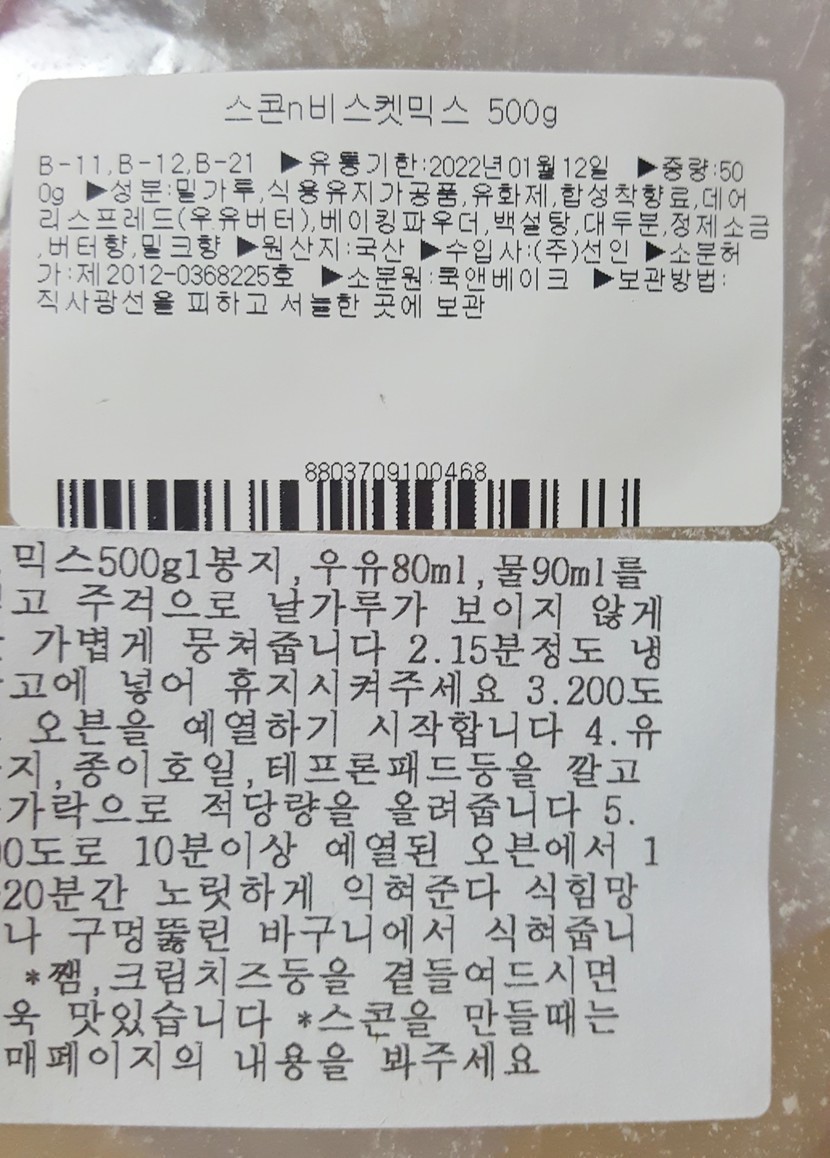 스콘n비스켓믹스 500g
B-11,B-12,B-21 ▶유통기한:2022년01월12일 ▶중량:50
0g ▶성분:밀가루,식용유지가공품,유화제,합성착향료,데어
리스프레드(우유버터),베이킹파우더,백설탕,대두분,정제소금
,버터향,밀크향 ▶원산지:국산 ▶수입사:(주)선인 ▶소분허
가:제2012-0368225호 ▶소분원:쿡앤베이크 ▶보관방법:
직사광선을 피하고 서늘한 곳에 보관
8803709100468
믹스500g1봉지,우유80ml,물90ml를
고 주걱으로 날가루가 보이지 않게
가볍게 뭉쳐줍니다 2.15분정도 냉
고에 넣어 휴지시켜주세요 3.200도
오븐을 예열하기 시작합니다 4.유
지,종이호일,테프론패드등을 깔고
가락으로 적당량을 올려줍니다 5.
0도로 10분이상 예열된 오븐에서 1
20분간 노릿하게 익혀준다 식힘망
나 구멍뚫린 바구니에서 식혀줍니
*쨈,크림치즈등을 곁들여드시면
욱 맛있습니다 *스콘을 만들때는
매페이지의 내용을 봐주세요